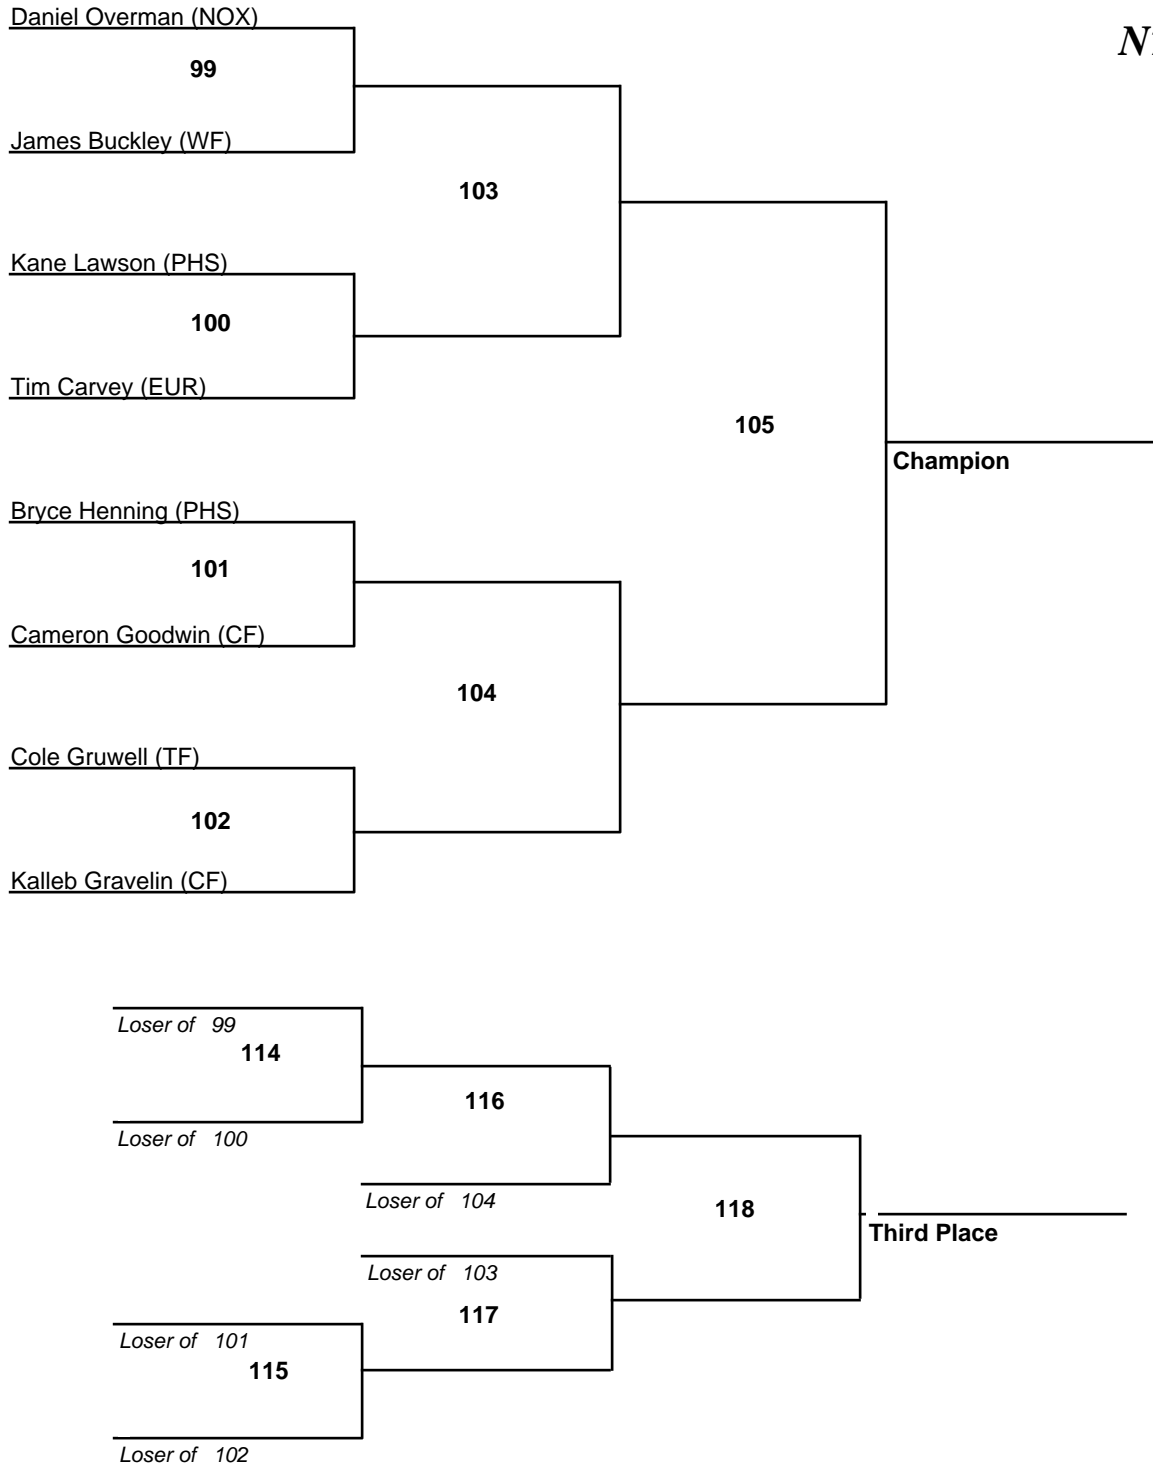 Daniel Overman (NOX)
99
James Buckley (WF)
103
Kane Lawson (PHS)
100
Tim Carvey (EUR)
105
Champion
Bryce Henning (PHS)
101
Cameron Goodwin (CF)
104
Cole Gruwell (TF)
102
Kalleb Gravelin (CF)
Loser of 99
114
116
Loser of 100
Loser of 104
118
Third Place
Loser of 103
117
Loser of 101
115
Loser of 102